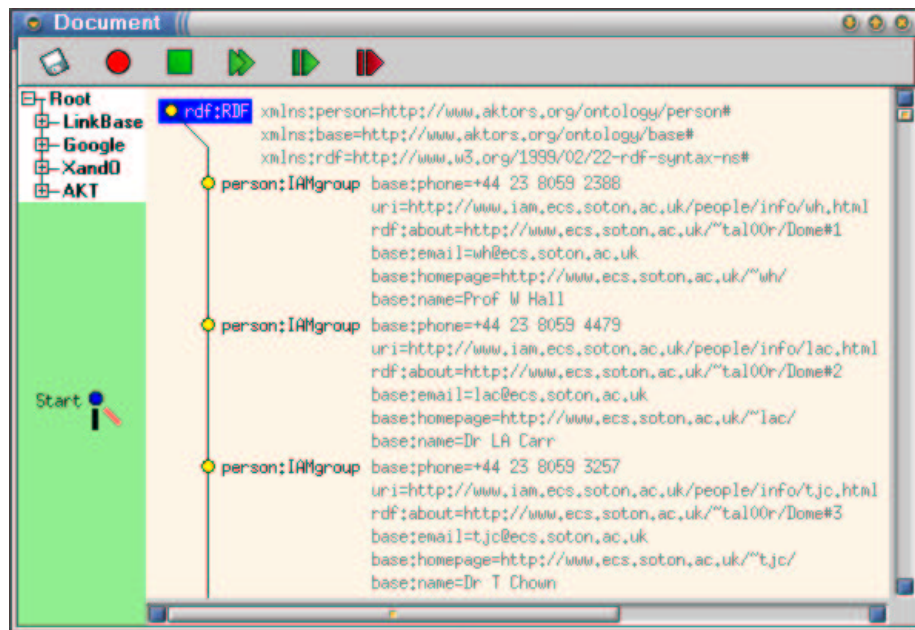 Document
Root
LinkBase
Google
XandO
AKT
Start
rdf:RDF xmlns:person=http://www.aktors.org/ontology/person#
xmlns:base=http://www.aktors.org/ontology/base#
xmlns:rdf=http://www.w3.org/1999/02/22-rdf-syntax-ns#
person:IAMgroup base:phone=+44 23 8059 2388
uri=http://www.iam.ecs.soton.ac.uk/people/info/wh.html
rdf:about=http://www.ecs.soton.ac.uk/~tal00r/Dome#1
base:email=wh@ecs.soton.ac.uk
base:homepage=http://www.ecs.soton.ac.uk/~wh/
base:name=Prof W Hall
person:IAMgroup base:phone=+44 23 8059 4479
uri=http://www.iam.ecs.soton.ac.uk/people/info/lac.html
rdf:about=http://www.ecs.soton.ac.uk/~tal00r/Dome#2
base:email=lac@ecs.soton.ac.uk
base:homepage=http://www.ecs.soton.ac.uk/~lac/
base:name=Dr LA Carr
person:IAMgroup base:phone=+44 23 8059 3257
uri=http://www.iam.ecs.soton.ac.uk/people/info/tjc.html
rdf:about=http://www.ecs.soton.ac.uk/~tal00r/Dome#3
base:email=tjc@ecs.soton.ac.uk
base:homepage=http://www.ecs.soton.ac.uk/~tjc/
base:name=Dr T Chown